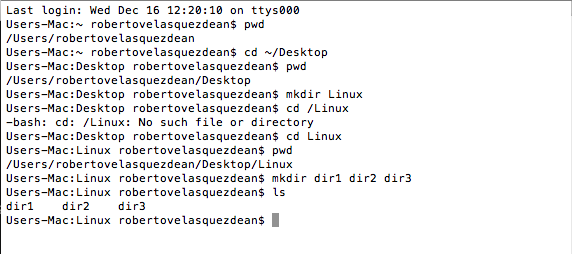 Last login: Wed Dec 16 12:20:10 on ttys000
Users-Mac:~ robertovelasquezdean$ pwd
/Users/robertovelasquezdean
Users-Mac:~ robertovelasquezdean$ cd ~/Desktop
Users-Mac:Desktop robertovelasquezdean$ pwd
/Users/robertovelasquezdean/Desktop
Users-Mac:Desktop robertovelasquezdean$ mkdir Linux
Users-Mac:Desktop robertovelasquezdean$ cd /Linux
-bash: cd: /Linux: No such file or directory
Users-Mac:Desktop robertovelasquezdean$ cd Linux
Users-Mac:Linux robertovelasquezdean$ pwd
/Users/robertovelasquezdean/Desktop/Linux
Users-Mac:Linux robertovelasquezdean$ mkdir dir1 dir2 dir3
Users-Mac:Linux robertovelasquezdean$ ls
dir1    dir2    dir3
Users-Mac:Linux robertovelasquezdean$